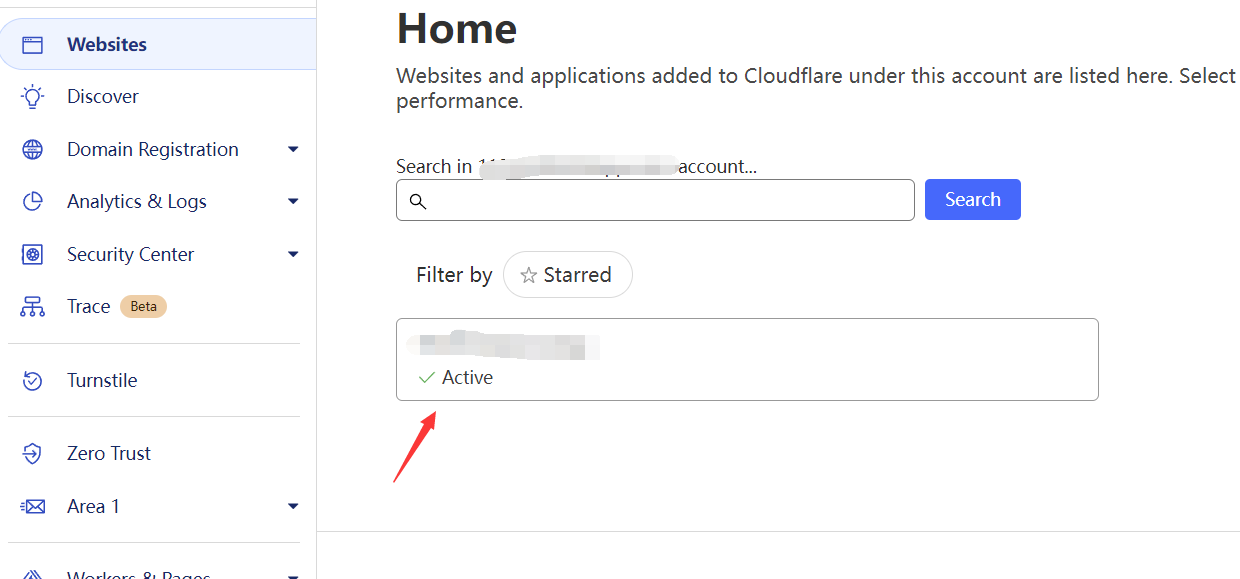 Websites
Discover
Domain Registration
Analytics & Logs
Security Center
Trace Beta
Turnstile
Zero Trust
Area 1
Workers & Pages
Home
Websites and applications added to Cloudflare under this account are listed here. Select
performance.
Search in account...
Search
Filter by Starred
Active